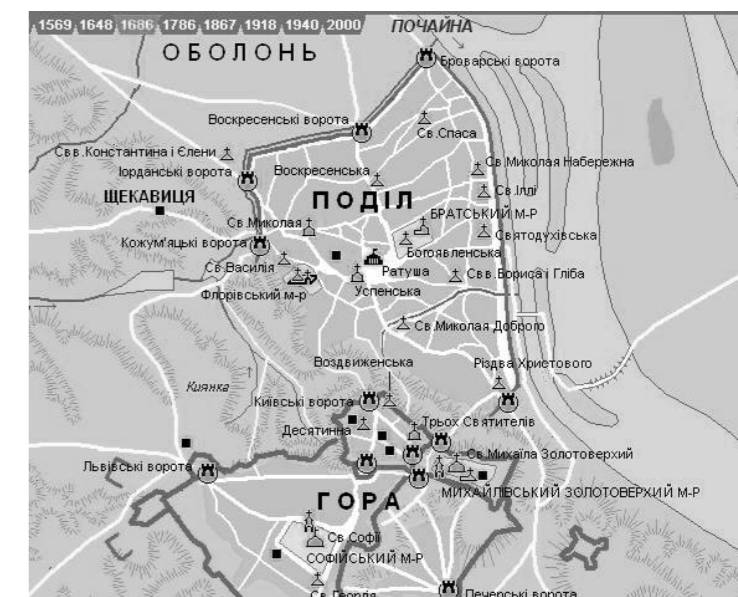 1569 1648 1686 1786 1867 1918 1940 2000
ПОЧАЙНА
ОБОЛОНЬ
Броварські ворота
Воскресенські ворота
Св.Спаса
Свв.Константина і Єлени
Св.Миколая Набережна
Іорданські ворота
Воскресенська
Св.Іллі
ЩЕКАВИЦЯ
ПОДІЛ
БРАТСЬКИЙ М-Р
Св.Миколая
Святодухівська
Кожум'яцькі ворота
Богоявленська
Св.Василія
Ратуша
Свв.Бориса і Гліба
Флорівський м-р
Успенська
Св.Миколая Доброго
Воздвиженська
Різдва Христового
Киянка
Київські ворота
Десятинна
Трьох Святителів
Св.Михаїла Золотоверхий
Львівські ворота
МИХАЙЛІВСЬКИЙ ЗОЛОТОВЕРХИЙ М-Р
ГОРА
Св.Софії
СОФІЙСЬКИЙ М-Р
Св.Георгія
Печерські ворота